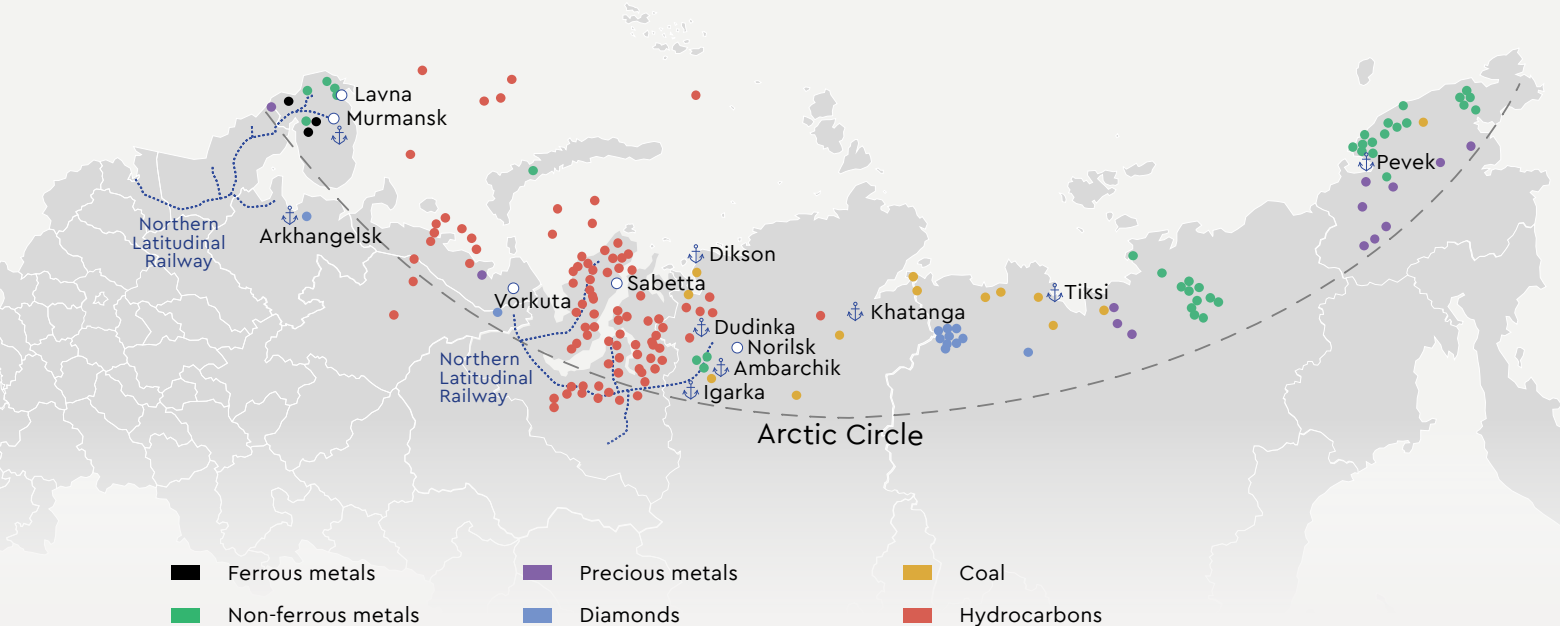 Lavna
Murmansk
Northern
Latitudinal
Railway
Arkhangelsk
Pevek
Dikson
Sabetta
Vorkuta
Tiksi
Khatanga
Dudinka
Norilsk
Ambarchik
Igarka
Northern
Latitudinal
Railway
Arctic Circle
Ferrous metals
Precious metals
Coal
Non-ferrous metals
Diamonds
Hydrocarbons